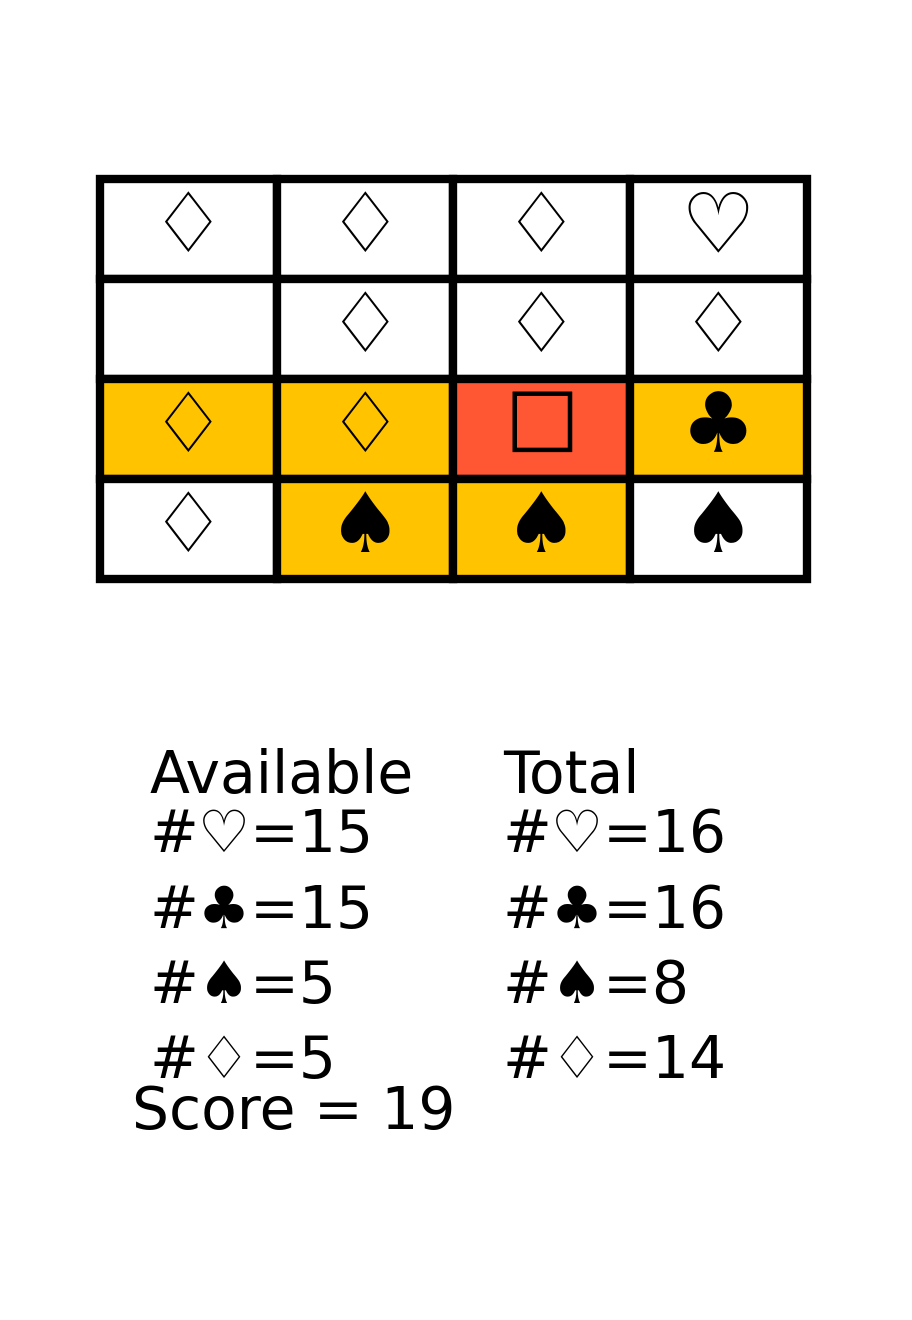 ♢ ♢ ♢ ♡
♢ ♢ ♢
♢ ♢ □ ♣
♢ ♠ ♠ ♠
Available Total
#♡=15 #♡=16
#♣=15 #♣=16
#♠=5 #♠=8
#♢=5 #♢=14
Score = 19